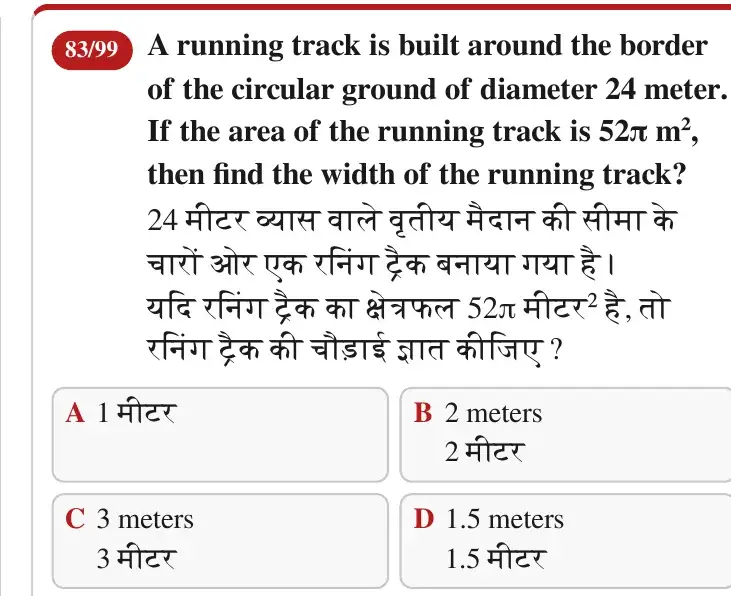 83/99 A running track is built around the border
of the circular ground of diameter 24 meter.
If the area of the running track is 52π m²,
then find the width of the running track?
24 मीटर व्यास वाले वृतीय मैदान की सीमा के
चारों ओर एक रनिंग ट्रैक बनाया गया है ।
यदि रनिंग ट्रैक का क्षेत्रफल 52π मीटर² है, तो
रनिंग ट्रैक की चौड़ाई ज्ञात कीजिए ?
A 1 मीटर
B 2 meters
2 मीटर
C 3 meters
3 मीटर
D 1.5 meters
1.5 मीटर